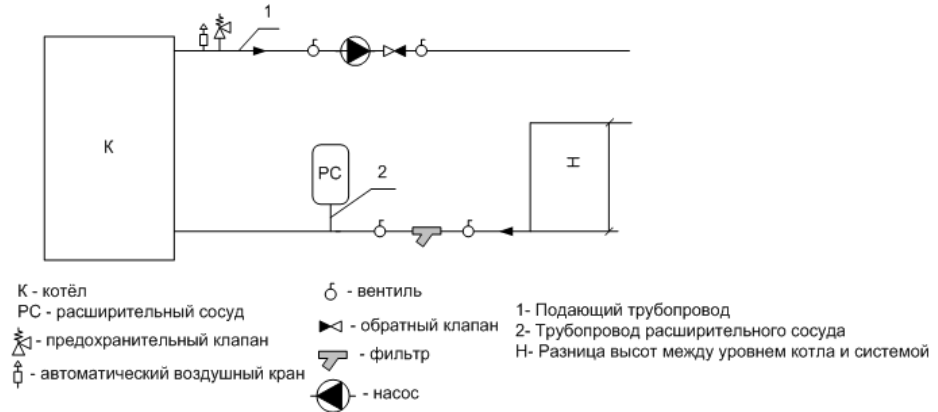 1
К
РС
2
Н
К - котёл
РС - расширительный сосуд
- предохранительный клапан
- автоматический воздушный кран
- вентиль
- обратный клапан
- фильтр
- насос
1- Подающий трубопровод
2- Трубопровод расширительного сосуда
Н- Разница высот между уровнем котла и системой